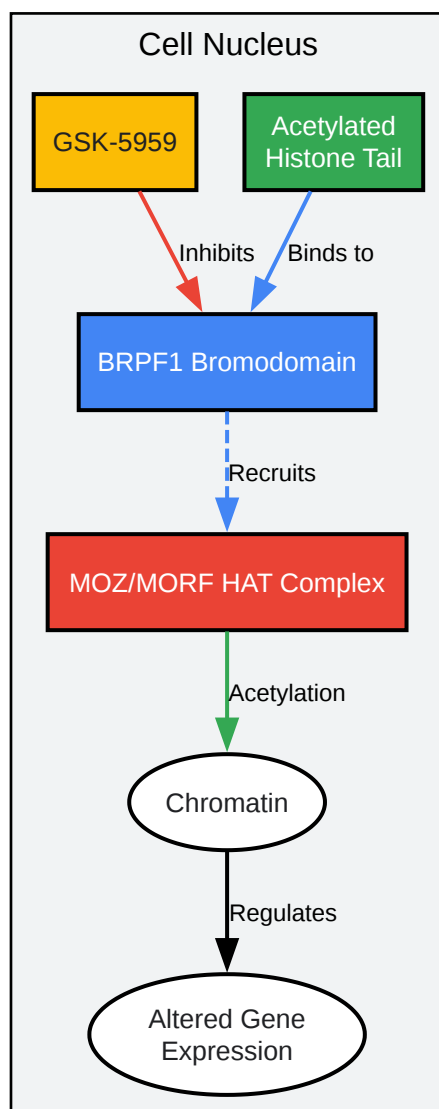 Cell Nucleus
GSK-5959
Acetylated
Histone Tail
Inhibits
Binds to
BRPF1 Bromodomain
Recruits
MOZ/MORF HAT Complex
Acetylation
Chromatin
Regulates
Altered Gene
Expression